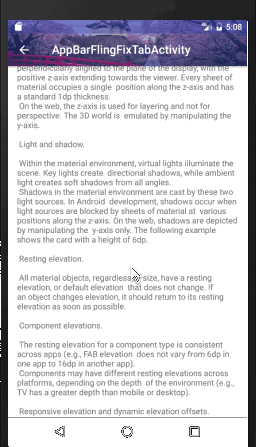 5:08
AppBarFlingFixTabActivity
perpendicularly aligned to the plane of the display, with the
positive z-axis extending towards the viewer. Every sheet of
material occupies a single position along the z-axis and has
a standard 1dp thickness.
On the web, the z-axis is used for layering and not for
perspective. The 3D world is emulated by manipulating the
y-axis.
Light and shadow.
Within the material environment, virtual lights illuminate the
scene. Key lights create directional shadows, while ambient
light creates soft shadows from all angles.
Shadows in the material environment are cast by these two
light sources. In Android development, shadows occur when
light sources are blocked by sheets of material at various
positions along the z-axis. On the web, shadows are depicted
by manipulating the y-axis only. The following example
shows the card with a height of 6dp.
Resting elevation.
All material objects, regardless of size, have a resting
elevation, or default elevation that does not change. If
an object changes elevation, it should return to its resting
elevation as soon as possible.
Component elevations.
The resting elevation for a component type is consistent
across apps (e.g., FAB elevation does not vary from 6dp in
one app to 16dp in another app).
Components may have different resting elevations across
platforms, depending on the depth of the environment (e.g.,
TV has a greater depth than mobile or desktop).
Responsive elevation and dynamic elevation offsets.